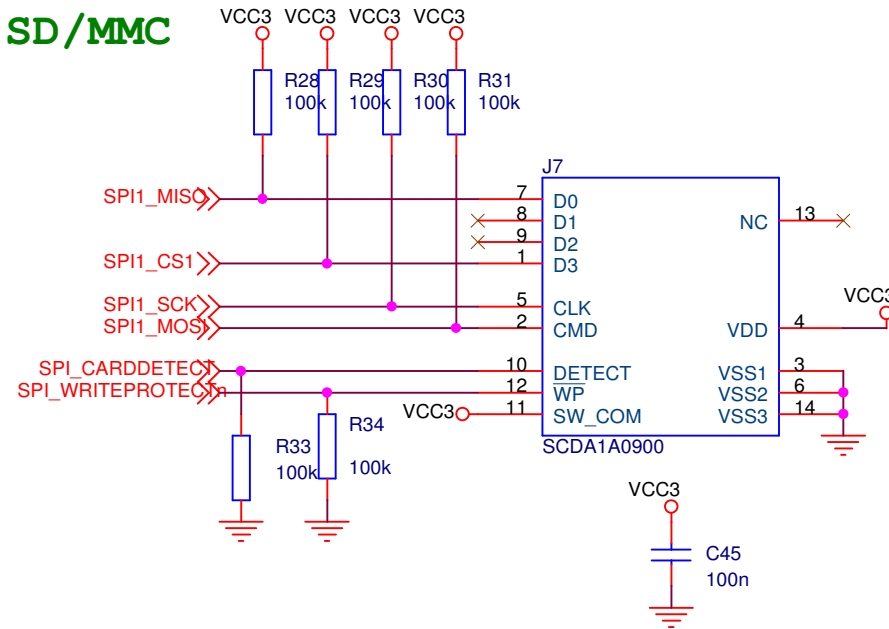 SD/MMC
VCC3 VCC3 VCC3 VCC3
R28 R29 R30 R31
100k 100k 100k 100k
J7
SPI1_MISO 7 D0
8 D1 NC 13
9 D2
SPI1_CS1 1 D3
SPI1_SCK 5 CLK VCC3
SPI1_MOSI 2 CMD VDD 4
SPI_CARDDETECT 10 DETECT VSS1 3
SPI_WRITEPROTECTn 12 WP VSS2 6
VCC3 11 SW_COM VSS3 14
SCDA1A0900
R33 R34
100k 100k
VCC3
C45
100n